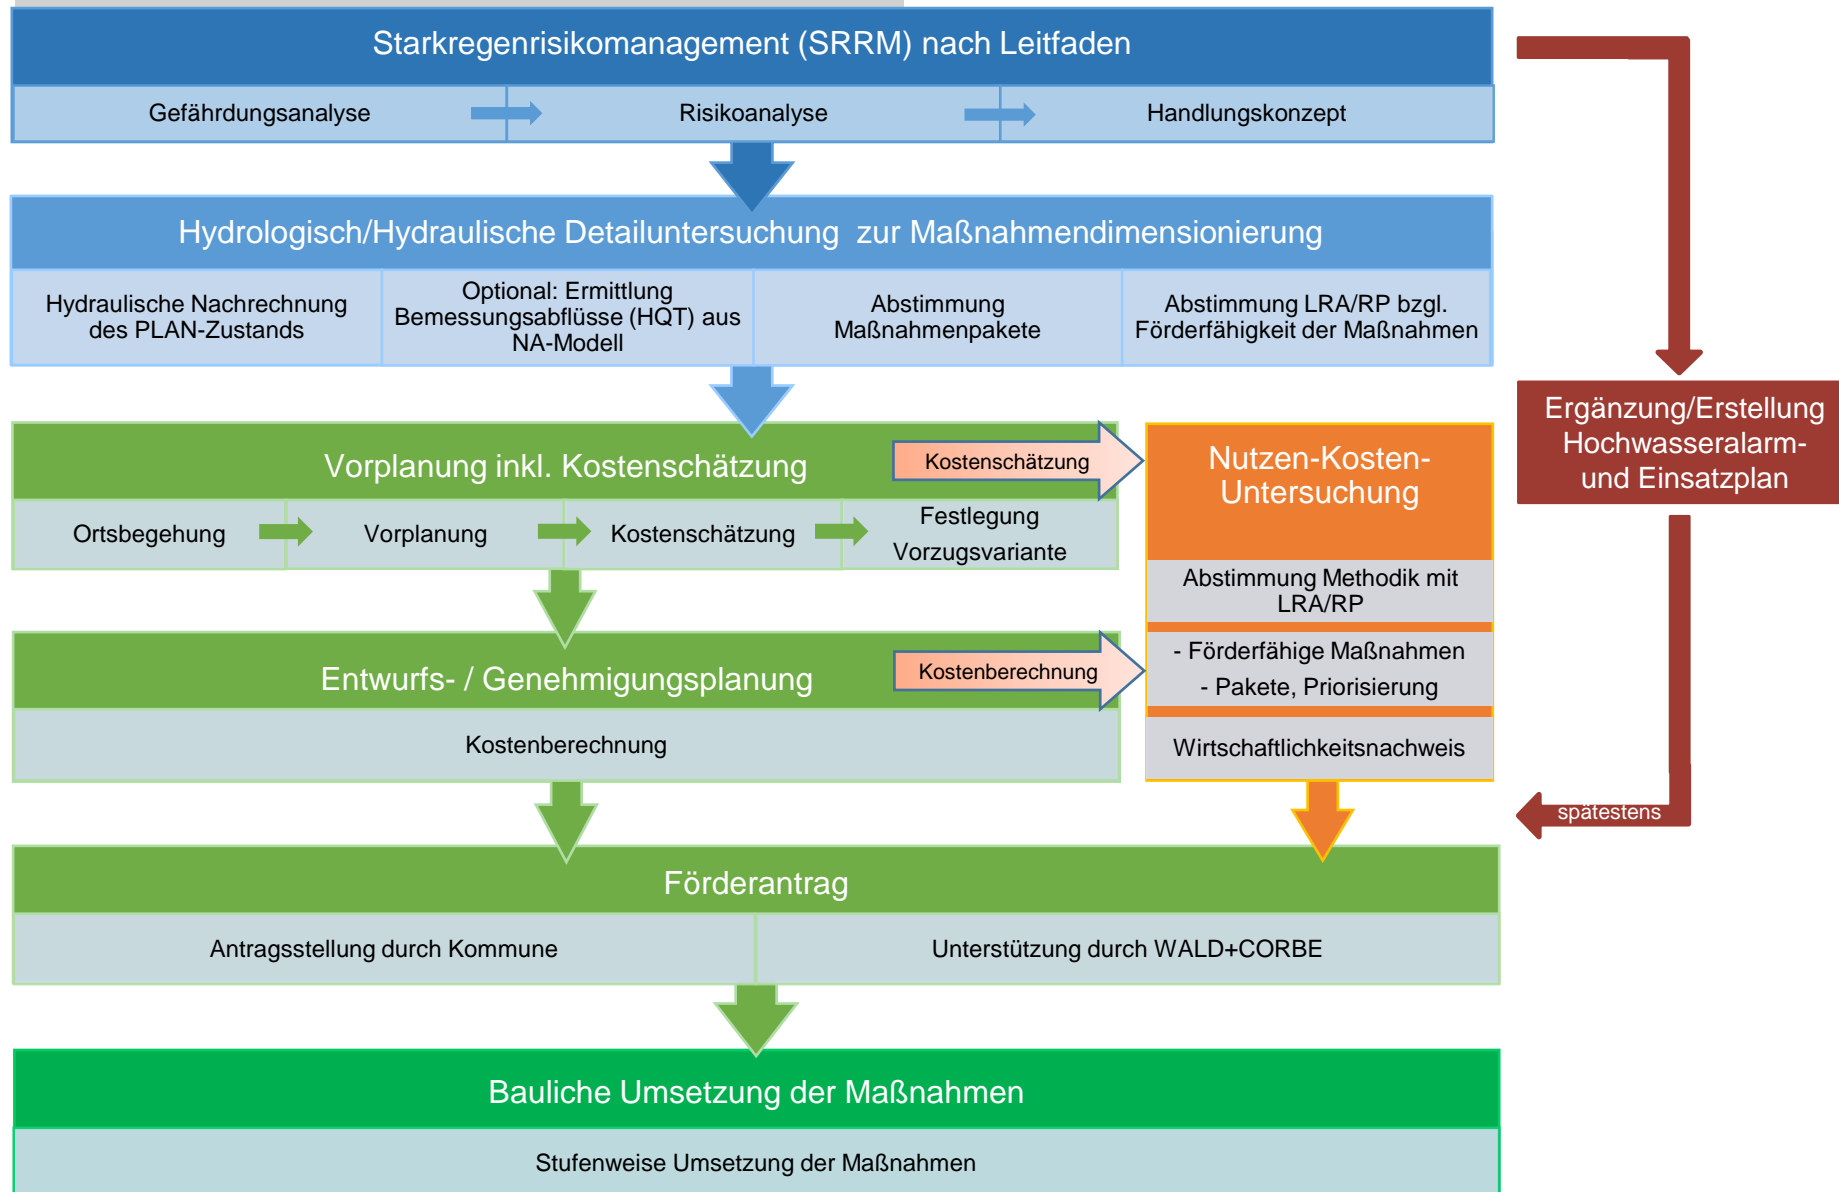 Starkregenrisikomanagement (SRRM) nach Leitfaden
Gefährdungsanalyse
Risikoanalyse
Handlungskonzept
Hydrologisch/Hydraulische Detailuntersuchung zur Maßnahmendimensionierung
Hydraulische Nachrechnung
des PLAN-Zustands
Optional: Ermittlung
Bemessungsabflüsse (HQT) aus
NA-Modell
Abstimmung
Maßnahmenpakete
Abstimmung LRA/RP bzgl.
Förderfähigkeit der Maßnahmen
Ergänzung/Erstellung
Hochwasseralarm-
und Einsatzplan
Vorplanung inkl. Kostenschätzung
Kostenschätzung
Ortsbegehung
Vorplanung
Kostenschätzung
Festlegung
Vorzugsvariante
Nutzen-Kosten-
Untersuchung
Abstimmung Methodik mit
LRA/RP
- Förderfähige Maßnahmen
- Pakete, Priorisierung
Wirtschaftlichkeitsnachweis
Entwurfs- / Genehmigungsplanung
Kostenberechnung
Kostenberechnung
spätestens
Förderantrag
Antragsstellung durch Kommune
Unterstützung durch WALD+CORBE
Bauliche Umsetzung der Maßnahmen
Stufenweise Umsetzung der Maßnahmen